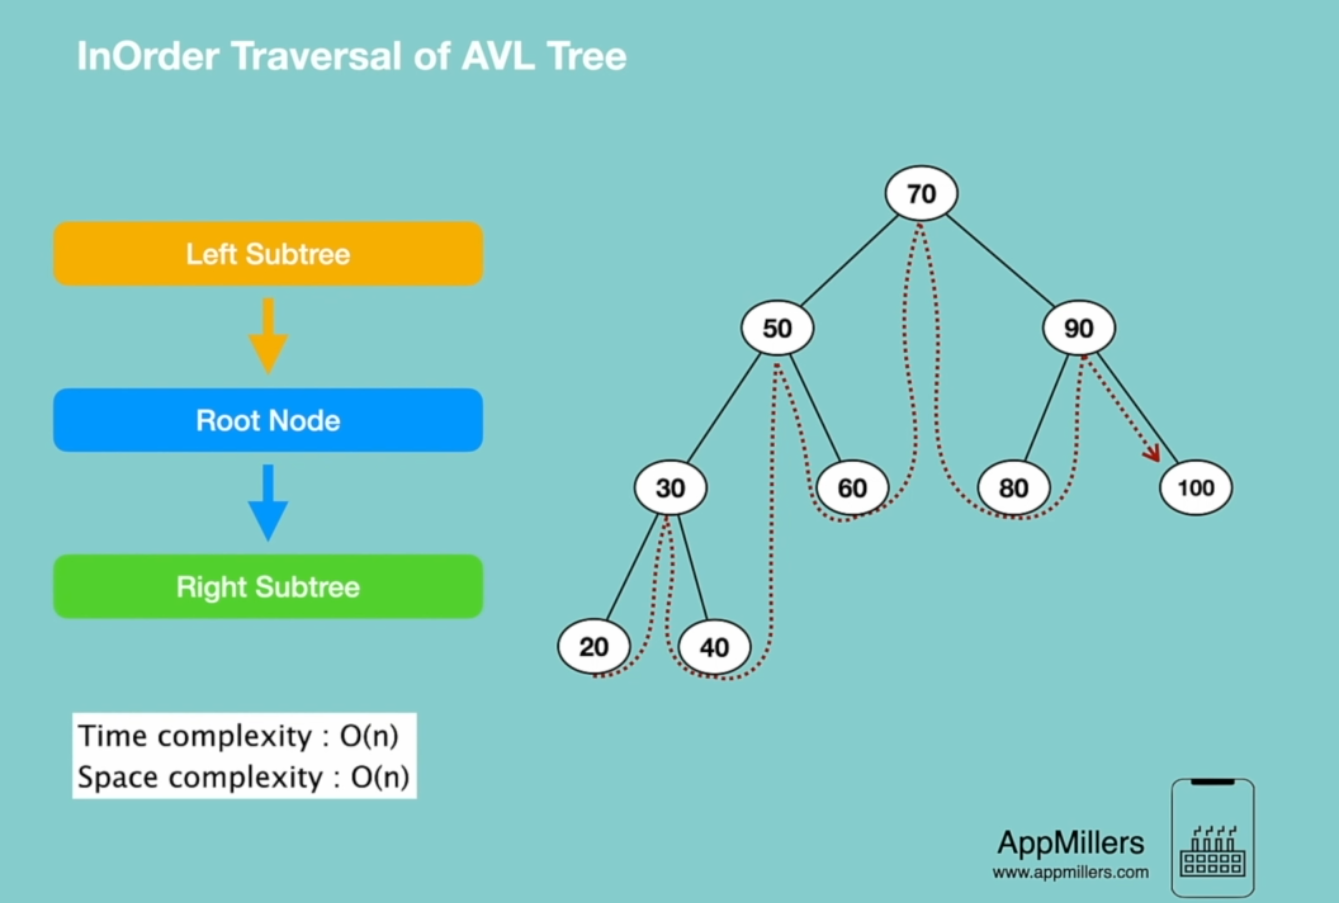 InOrder Traversal of AVL Tree
Left Subtree
Root Node
Right Subtree
70
50
90
30
60
80
100
20
40
Time complexity : O(n)
Space complexity : O(n)
AppMillers
www.appmillers.com